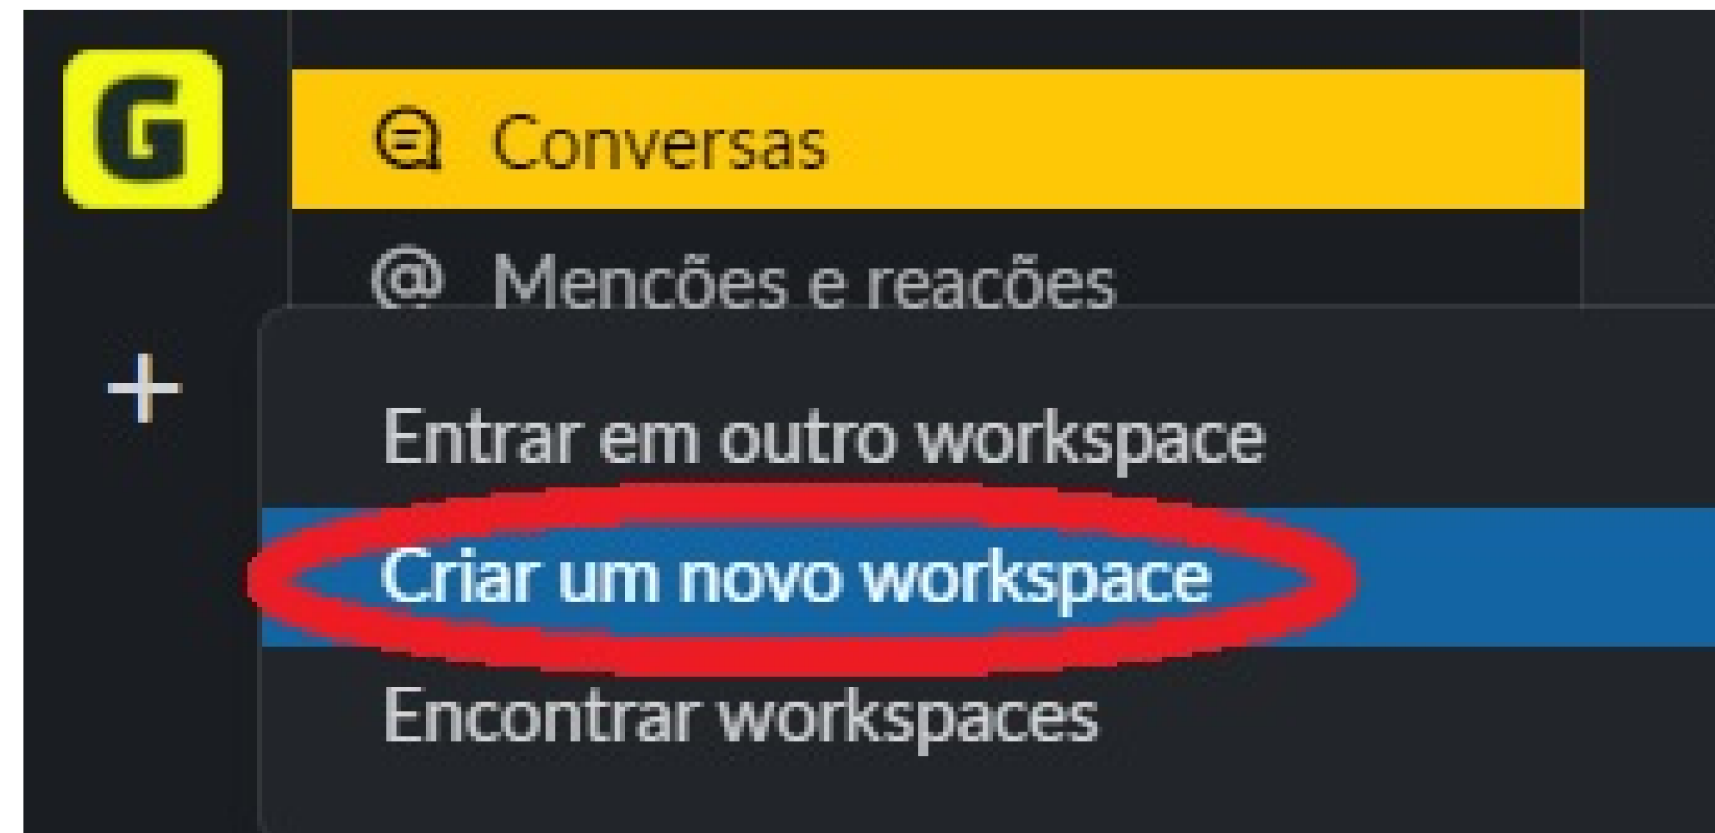 G
Conversas
@ Menções e reações
+
Entrar em outro workspace
Criar um novo workspace
Encontrar workspaces